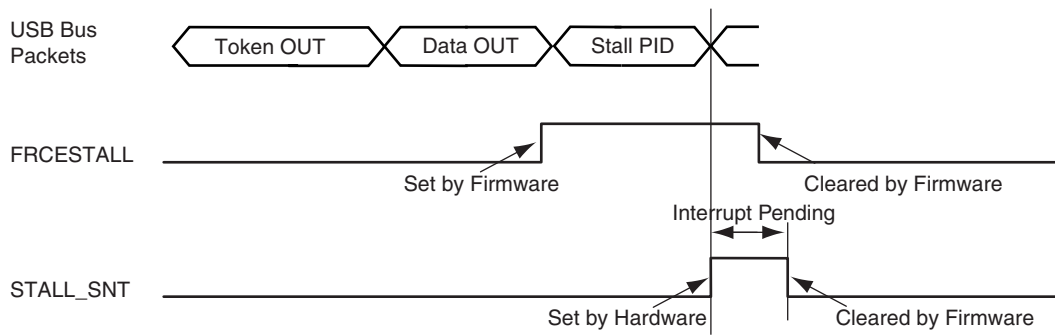 USB Bus
Packets
Token OUT
Data OUT
Stall PID
FRCESTALL
Set by Firmware
Cleared by Firmware
Interrupt Pending
STALL_SNT
Set by Hardware
Cleared by Firmware